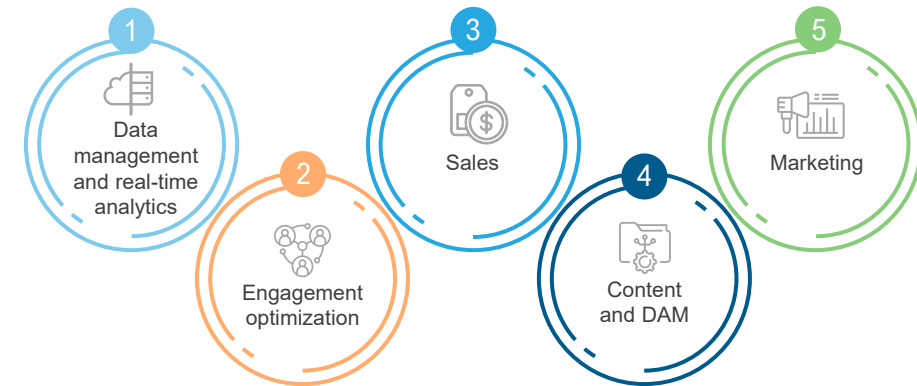 1
Data
management
and real-time
analytics
2
Engagement
optimization
3
$
Sales
4
Content
and DAM
5
Marketing